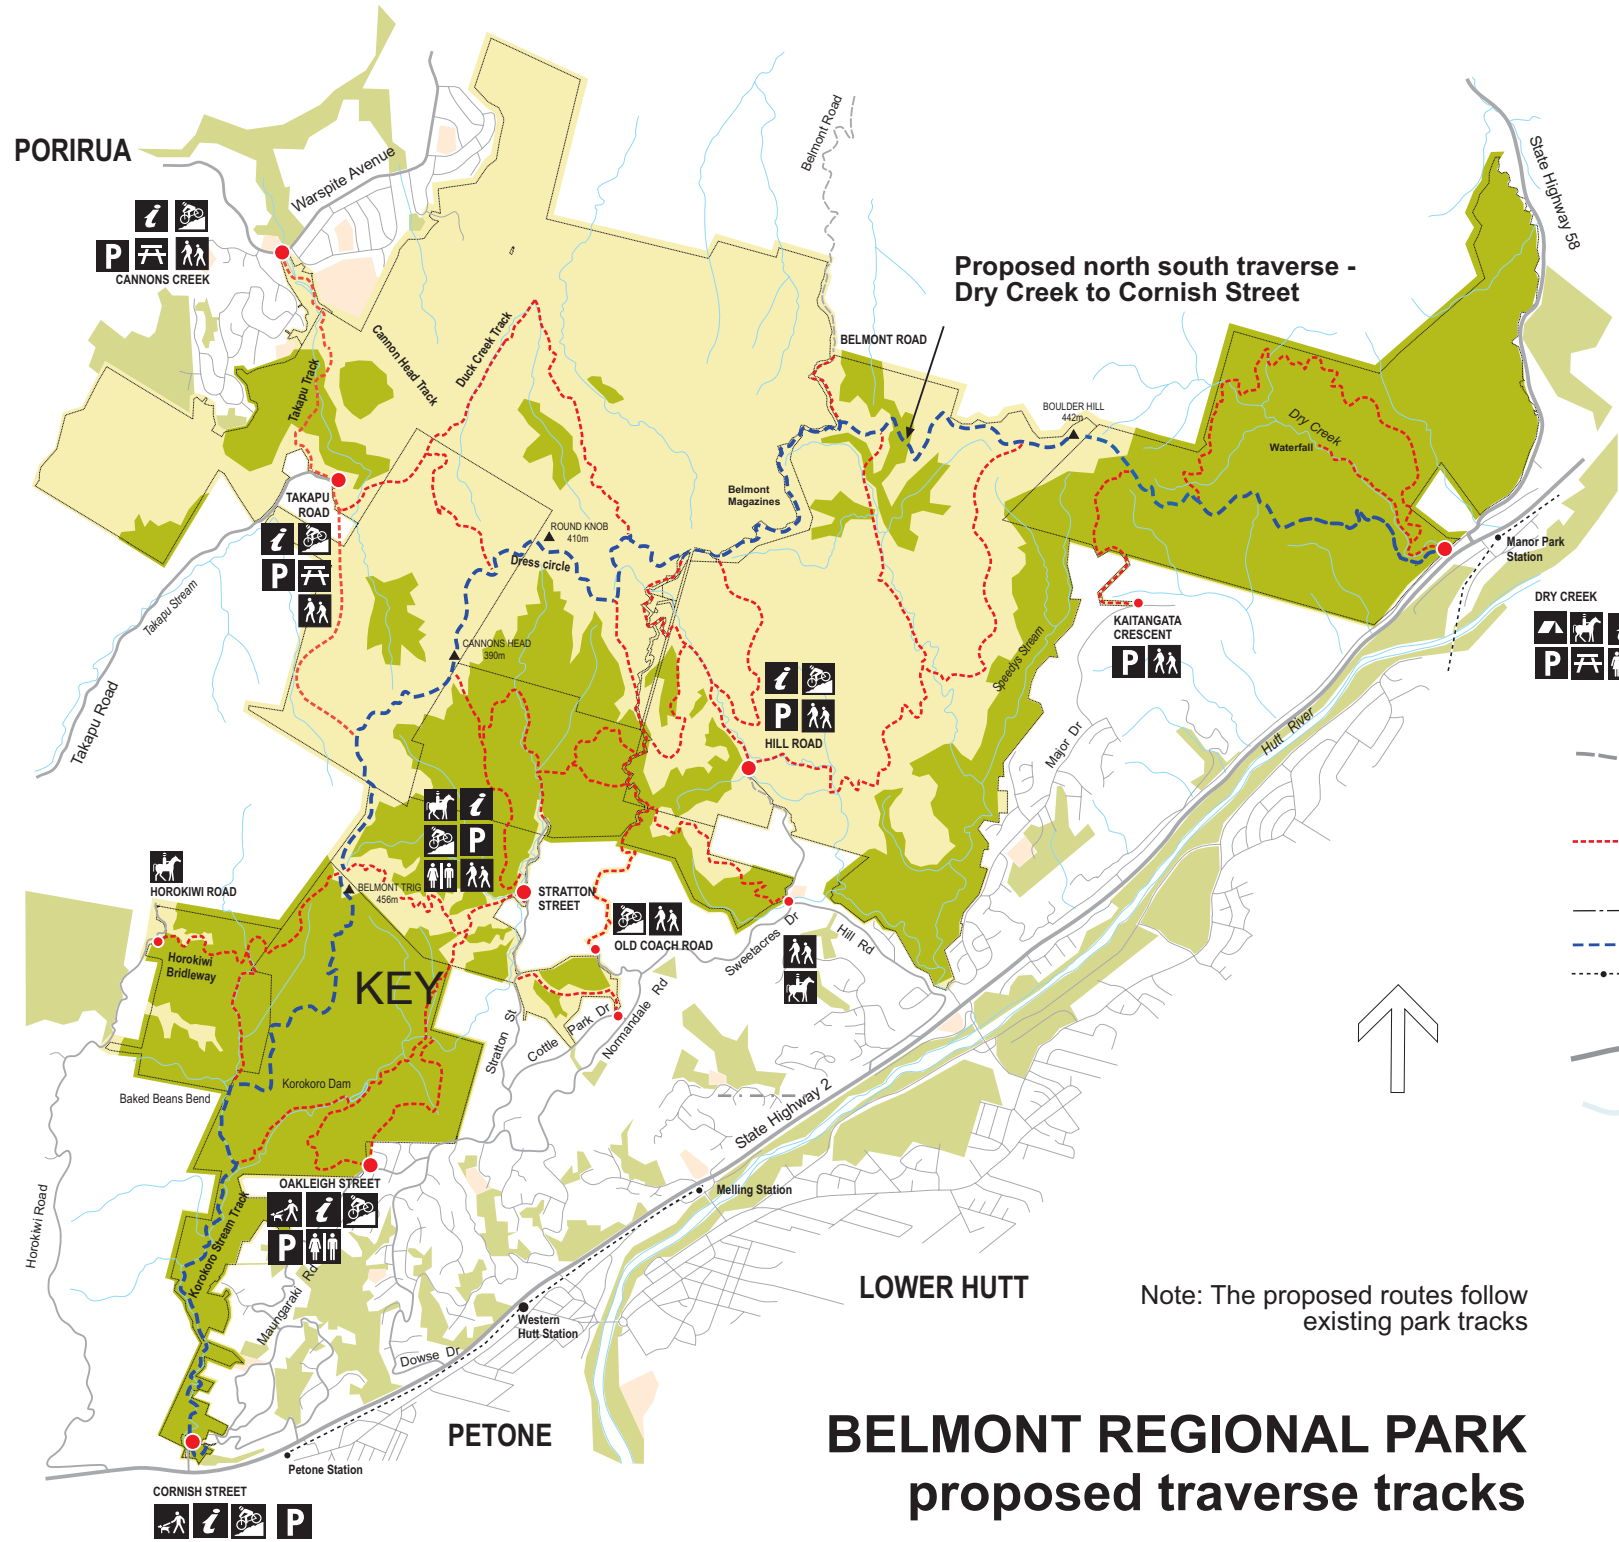 PORIRUA
Warspite Avenue
Belmont Road
State Highway 58
i
P
CANNONS CREEK
Proposed north south traverse -
Dry Creek to Cornish Street
Cannon Head Track
Duck Creek Track
Takapu Track
BELMONT ROAD
BOULDER HILL
442m
Dry Creek
Waterfall
TAKAPU
ROAD
i
P
Belmont
Magazines
ROUND KNOB
410m
Dress circle
Manor Park
Station
DRY CREEK
P
Takapu Stream
Takapu Road
CANNONS HEAD
390m
KAITANGATA
CRESCENT
P
Speedys Stream
i
P
HILL ROAD
Major Dr
Hutt River
i
P
HOROKIWI ROAD
BELMONT TRIG
456m
STRATTON
STREET
OLD COACH ROAD
Sweetacres Dr
Hill Rd
Horokiwi
Bridleway
KEY
Stratton St
Cottle Park Dr
Normandale Rd
Korokoro Dam
Baked Beans Bend
State Highway 2
Melling Station
OAKLEIGH STREET
i
P
Horokiwi Road
Korokoro Stream Track
Maungaraki Rd
Western
Hutt Station
Dowse Dr
LOWER HUTT
Note: The proposed routes follow
existing park tracks
PETONE
BELMONT REGIONAL PARK
proposed traverse tracks
Petone Station
CORNISH STREET
i
P